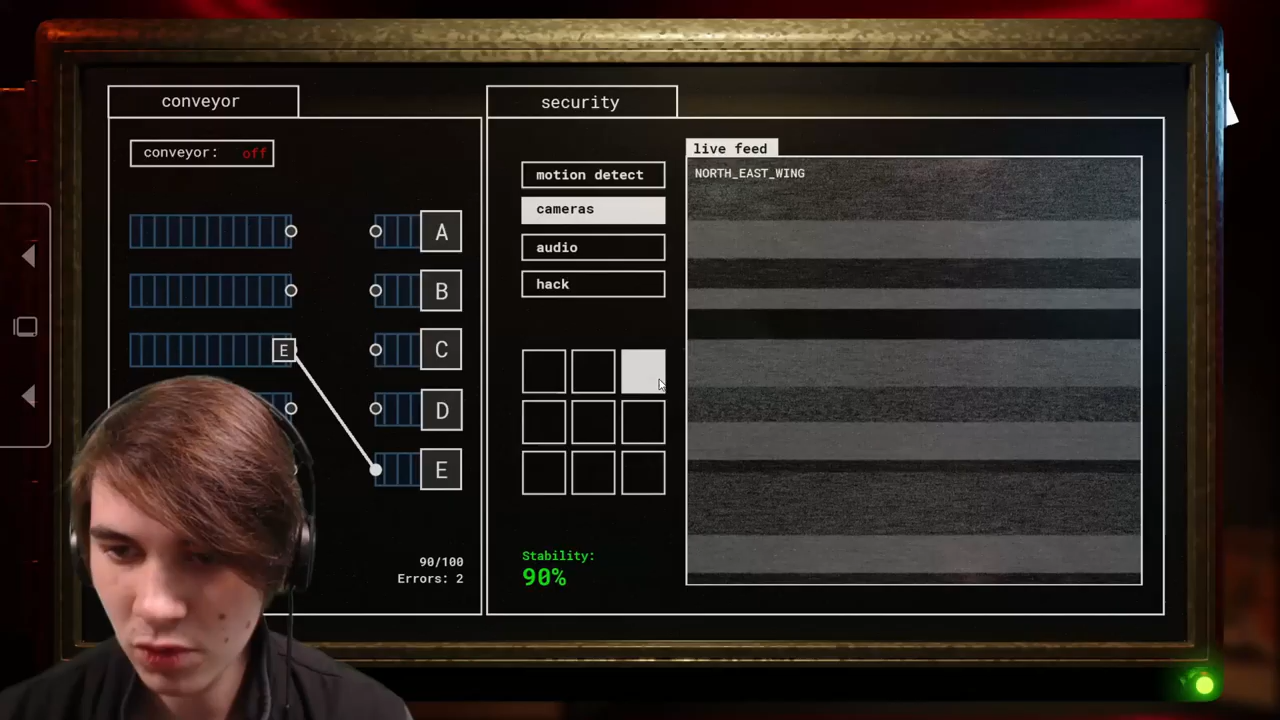 conveyor
conveyor: off
A
B
E
C
D
E
90/100
Errors: 2
security
motion detect
cameras
audio
hack
Stability:
90%
live feed
NORTH_EAST_WING